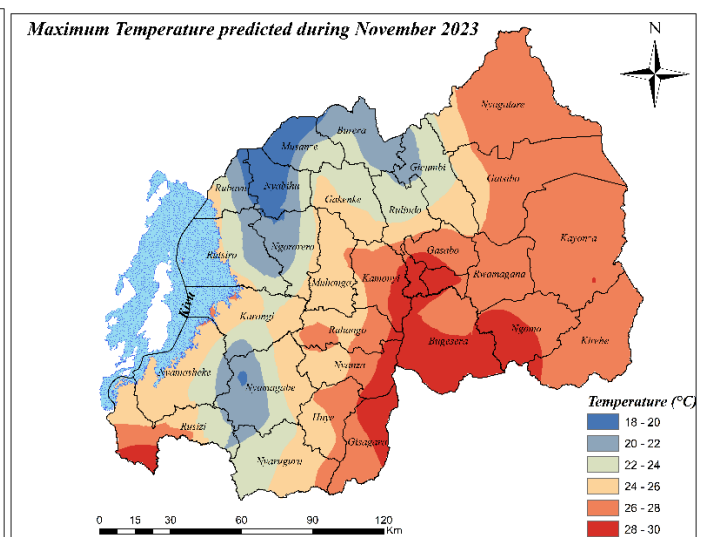 Maximum Temperature predicted during November 2023
N
Nyagatare
Burera
Musanze
Gicumbi
Rubavu
Nyabihu
Gatsibo
Gakenke
Rulindo
Ngororero
Rutsiro
Gasabo
Kayonza
Kivu
Muhanga
Kamonyi
Rwamagana
Karongi
Ruhango
Bugesera
Ngoma
Kirehe
Nyamasheke
Nyanza
Nyamagabe
Temperature (°C)
Huye
18 - 20
Rusizi
Gisagara
20 - 22
Nyaruguru
22 - 24
24 - 26
26 - 28
28 - 30
0 15 30 60 90 120
Km